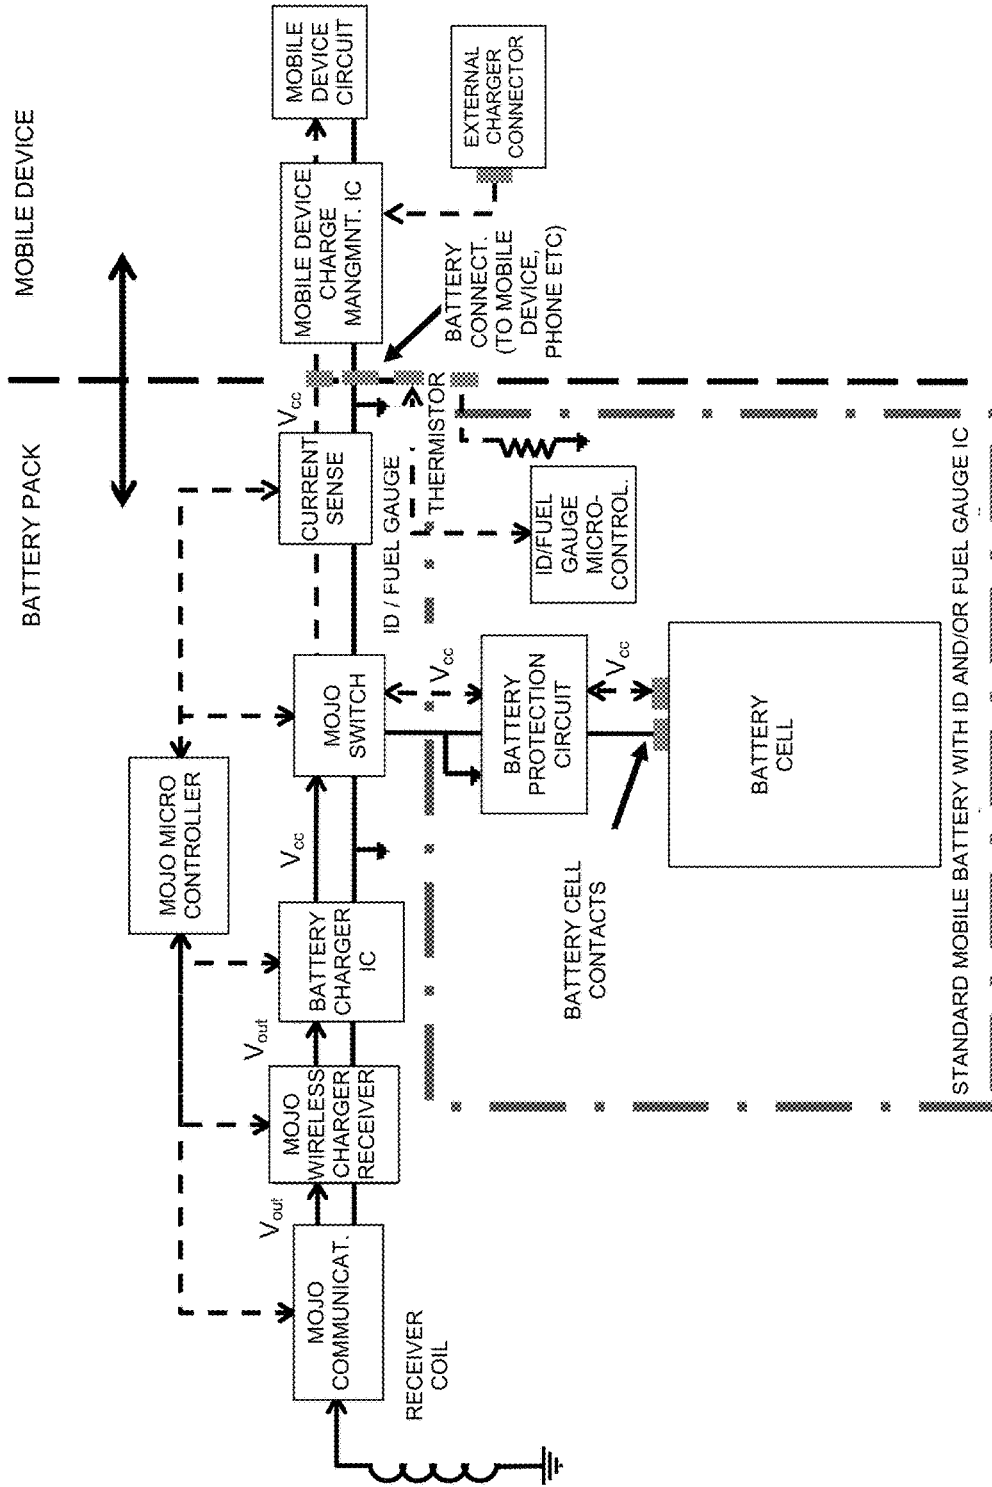 BATTERY PACK
MOBILE DEVICE
MOJO MICRO
CONTROLLER
Vout
Vout
Vcc
Vcc
MOJO
COMMUNICAT.
MOJO
WIRELESS
CHARGER
RECEIVER
BATTERY
CHARGER
IC
MOJO
SWITCH
CURRENT
SENSE
MOBILE DEVICE
CHARGE
MANGMNT. IC
MOBILE
DEVICE
CIRCUIT
RECEIVER
COIL
ID / FUEL GAUGE
THERMISTOR
BATTERY
CONNECT.
(TO MOBILE
DEVICE,
PHONE ETC)
EXTERNAL
CHARGER
CONNECTOR
Vcc
BATTERY
PROTECTION
CIRCUIT
Vcc
ID/FUEL
GAUGE
MICRO-
CONTROL.
BATTERY CELL
CONTACTS
BATTERY
CELL
STANDARD MOBILE BATTERY WITH ID AND/OR FUEL GAUGE IC